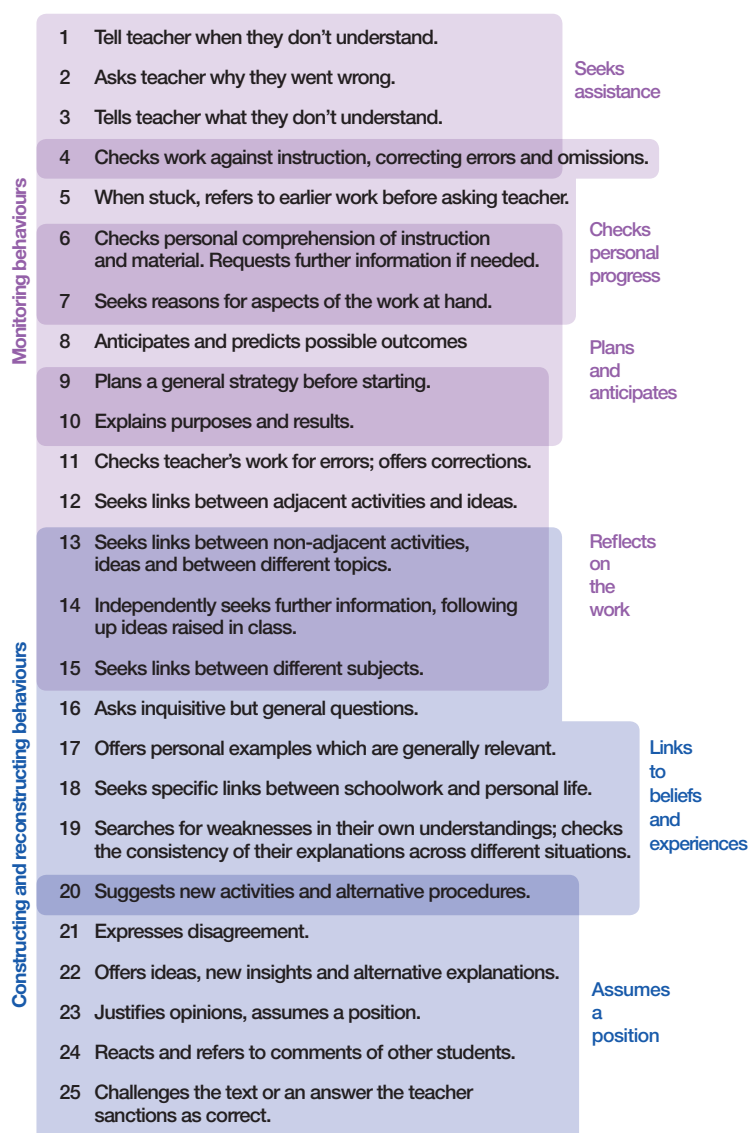 1 Tell teacher when they don't understand.
2 Asks teacher why they went wrong.
3 Tells teacher what they don't understand.
4 Checks work against instruction, correcting errors and omissions.
5 When stuck, refers to earlier work before asking teacher.
6 Checks personal comprehension of instruction
and material. Requests further information if needed.
7 Seeks reasons for aspects of the work at hand.
8 Anticipates and predicts possible outcomes
9 Plans a general strategy before starting.
10 Explains purposes and results.
11 Checks teacher's work for errors; offers corrections.
12 Seeks links between adjacent activities and ideas.
13 Seeks links between non-adjacent activities,
ideas and between different topics.
14 Independently seeks further information, following
up ideas raised in class.
15 Seeks links between different subjects.
16 Asks inquisitive but general questions.
17 Offers personal examples which are generally relevant.
18 Seeks specific links between schoolwork and personal life.
19 Searches for weaknesses in their own understandings; checks
the consistency of their explanations across different situations.
20 Suggests new activities and alternative procedures.
21 Expresses disagreement.
22 Offers ideas, new insights and alternative explanations.
23 Justifies opinions, assumes a position.
24 Reacts and refers to comments of other students.
25 Challenges the text or an answer the teacher
sanctions as correct.
Monitoring behaviours
Constructing and reconstructing behaviours
Seeks
assistance
Checks
personal
progress
Plans
and
anticipates
Reflects
on
the
work
Links
to
beliefs
and
experiences
Assumes
a
position